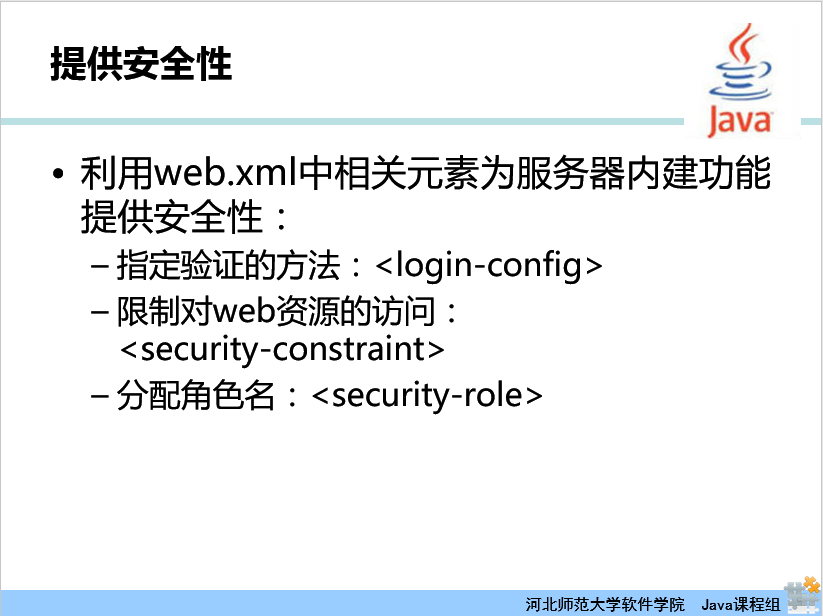 提供安全性
Java
• 利用web.xml中相关元素为服务器内建功能
提供安全性：
– 指定验证的方法：<login-config>
– 限制对web资源的访问：
<security-constraint>
– 分配角色名：<security-role>
河北师范大学软件学院 Java课程组